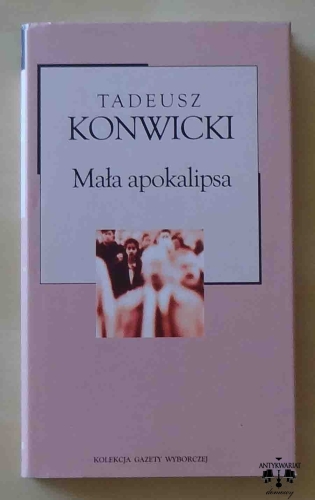 TADEUSZ
KONWICKI
Mała apokalipsa
KOLEKCJA GAZETY WYBORCZEJ
ANTYKWARIAT